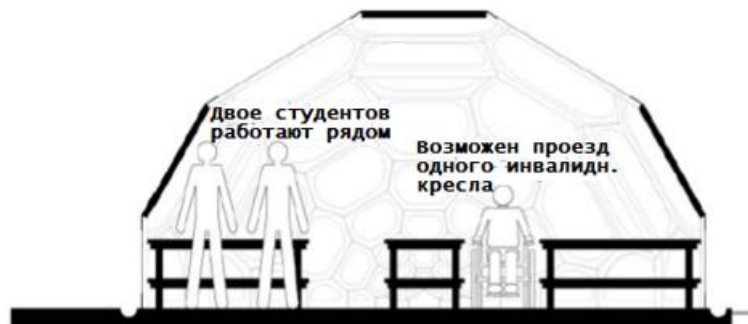 Двое студентов
работают рядом
Возможен проезд
одного инвалидн.
кресла